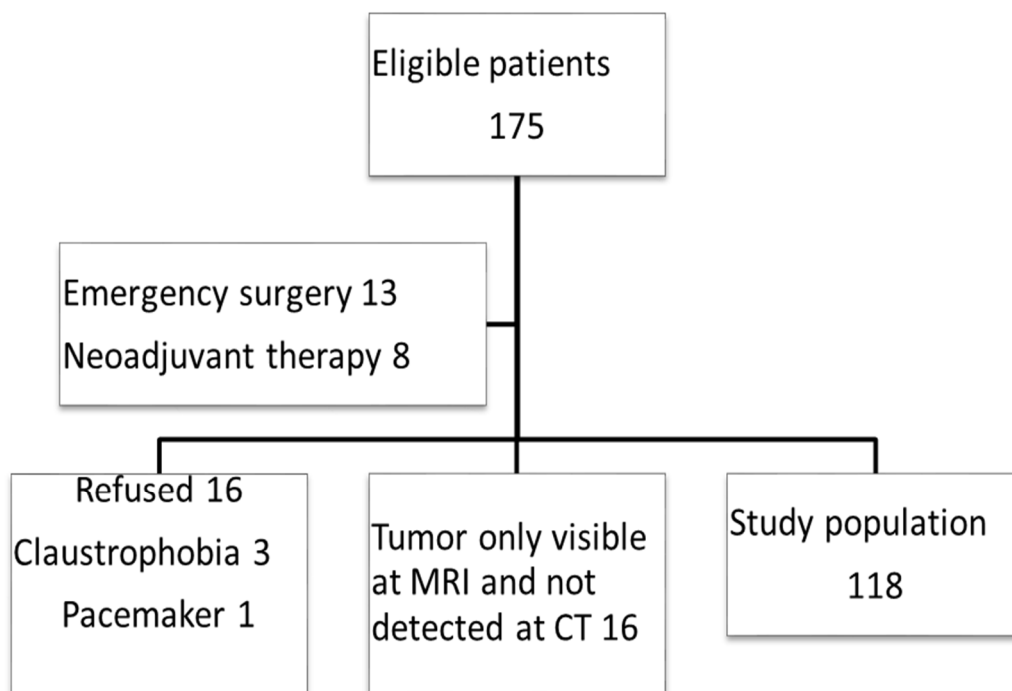 Eligible patients
175
Emergency surgery 13
Neoadjuvant therapy 8
Refused 16
Claustrophobia 3
Pacemaker 1
Tumor only visible
at MRI and not
detected at CT 16
Study population
118